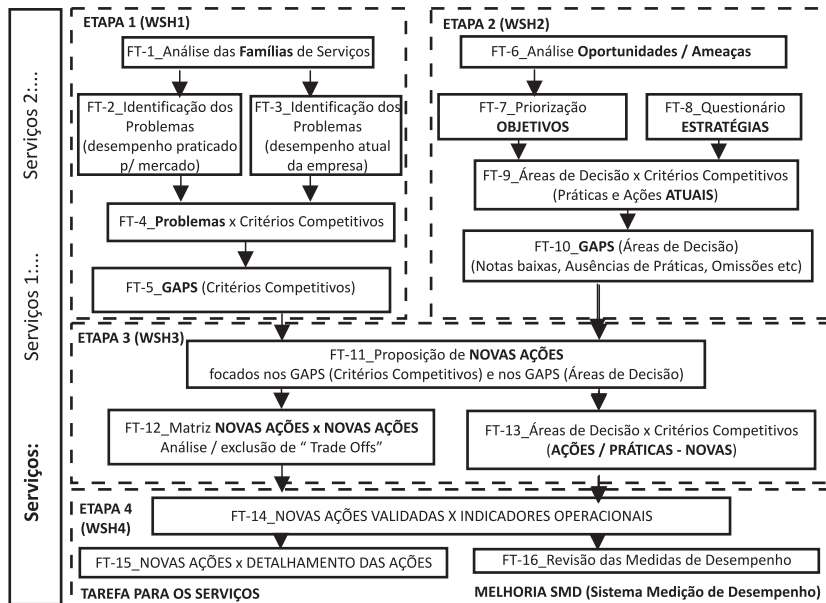 Serviços:   Serviços 1:....   Serviços 2:....
ETAPA 1 (WSH1)
FT-1_Análise das Famílias de Serviços
FT-2_Identificação dos
Problemas
(desempenho praticado
p/ mercado)
FT-3_Identificação dos
Problemas
(desempenho atual
da empresa)
FT-4_Problemas x Critérios Competitivos
FT-5_GAPS (Critérios Competitivos)
ETAPA 2 (WSH2)
FT-6_Análise Oportunidades / Ameaças
FT-7_Priorização
OBJETIVOS
FT-8_Questionário
ESTRATÉGIAS
FT-9_Áreas de Decisão x Critérios Competitivos
(Práticas e Ações ATUAIS)
FT-10_GAPS (Áreas de Decisão)
(Notas baixas, Ausências de Práticas, Omissões etc)
ETAPA 3 (WSH3)
FT-11_Proposição de NOVAS AÇÕES
focados nos GAPS (Critérios Competitivos) e nos GAPS (Áreas de Decisão)
FT-12_Matriz NOVAS AÇÕES x NOVAS AÇÕES
Análise / exclusão de “ Trade Offs”
FT-13_Áreas de Decisão x Critérios Competitivos
(AÇÕES / PRÁTICAS - NOVAS)
ETAPA 4
(WSH4)
FT-14_NOVAS AÇÕES VALIDADAS X INDICADORES OPERACIONAIS
FT-15_NOVAS AÇÕES x DETALHAMENTO DAS AÇÕES
FT-16_Revisão das Medidas de Desempenho
TAREFA PARA OS SERVIÇOS
MELHORIA SMD (Sistema Medição de Desempenho)